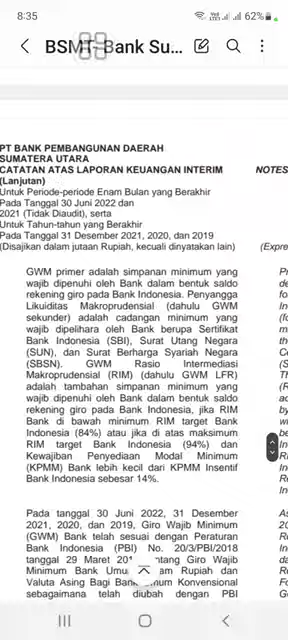 8:35
62%
BSMT- Bank Su...
PT BANK PEMBANGUNAN DAERAH
SUMATERA UTARA
CATATAN ATAS LAPORAN KEUANGAN INTERIM
(Lanjutan)
Untuk Periode-periode Enam Bulan yang Berakhir
Pada Tanggal 30 Juni 2022 dan
2021 (Tidak Diaudit), serta
Untuk Tahun-tahun yang Berakhir
Pada Tanggal 31 Desember 2021, 2020, dan 2019
(Disajikan dalam jutaan Rupiah, kecuali dinyatakan lain)
NOTES
(Expre
GWM primer adalah simpanan minimum yang
wajib dipenuhi oleh Bank dalam bentuk saldo
rekening giro pada Bank Indonesia. Penyangga
Likuiditas Makroprudensial (dahulu GWM
sekunder) adalah cadangan minimum yang
wajib dipelihara oleh Bank berupa Sertifikat
Bank Indonesia (SBI), Surat Utang Negara
(SUN), dan Surat Berharga Syariah Negara
(SBSN). GWM Rasio Intermediasi
Makroprudensial (RIM) (dahulu GWM LFR)
adalah tambahan simpanan minimum yang
wajib dipenuhi oleh Bank dalam bentuk saldo
rekening giro pada Bank Indonesia, jika RIM
Bank di bawah minimum RIM target Bank
Indonesia (84%) atau jika di atas maksimum
RIM target Bank Indonesia (94%) dan
Kewajiban Penyediaan Modal Minimum
(KPMM) Bank lebih kecil dari KPMM Insentif
Bank Indonesia sebesar 14%.
Pada tanggal 30 Juni 2022, 31 Desember
2021, 2020, dan 2019, Giro Wajib Minimum
(GWM) Bank telah sesuai dengan Peraturan
Bank Indonesia (PBI) No. 20/3/PBI/2018
tanggal 29 Maret 201 ntang Giro Wajib
Minimum Bank Umu am Rupiah dan
Valuta Asing Bagi Bank Umum Konvensional
sebagaimana telah diubah dengan PBI